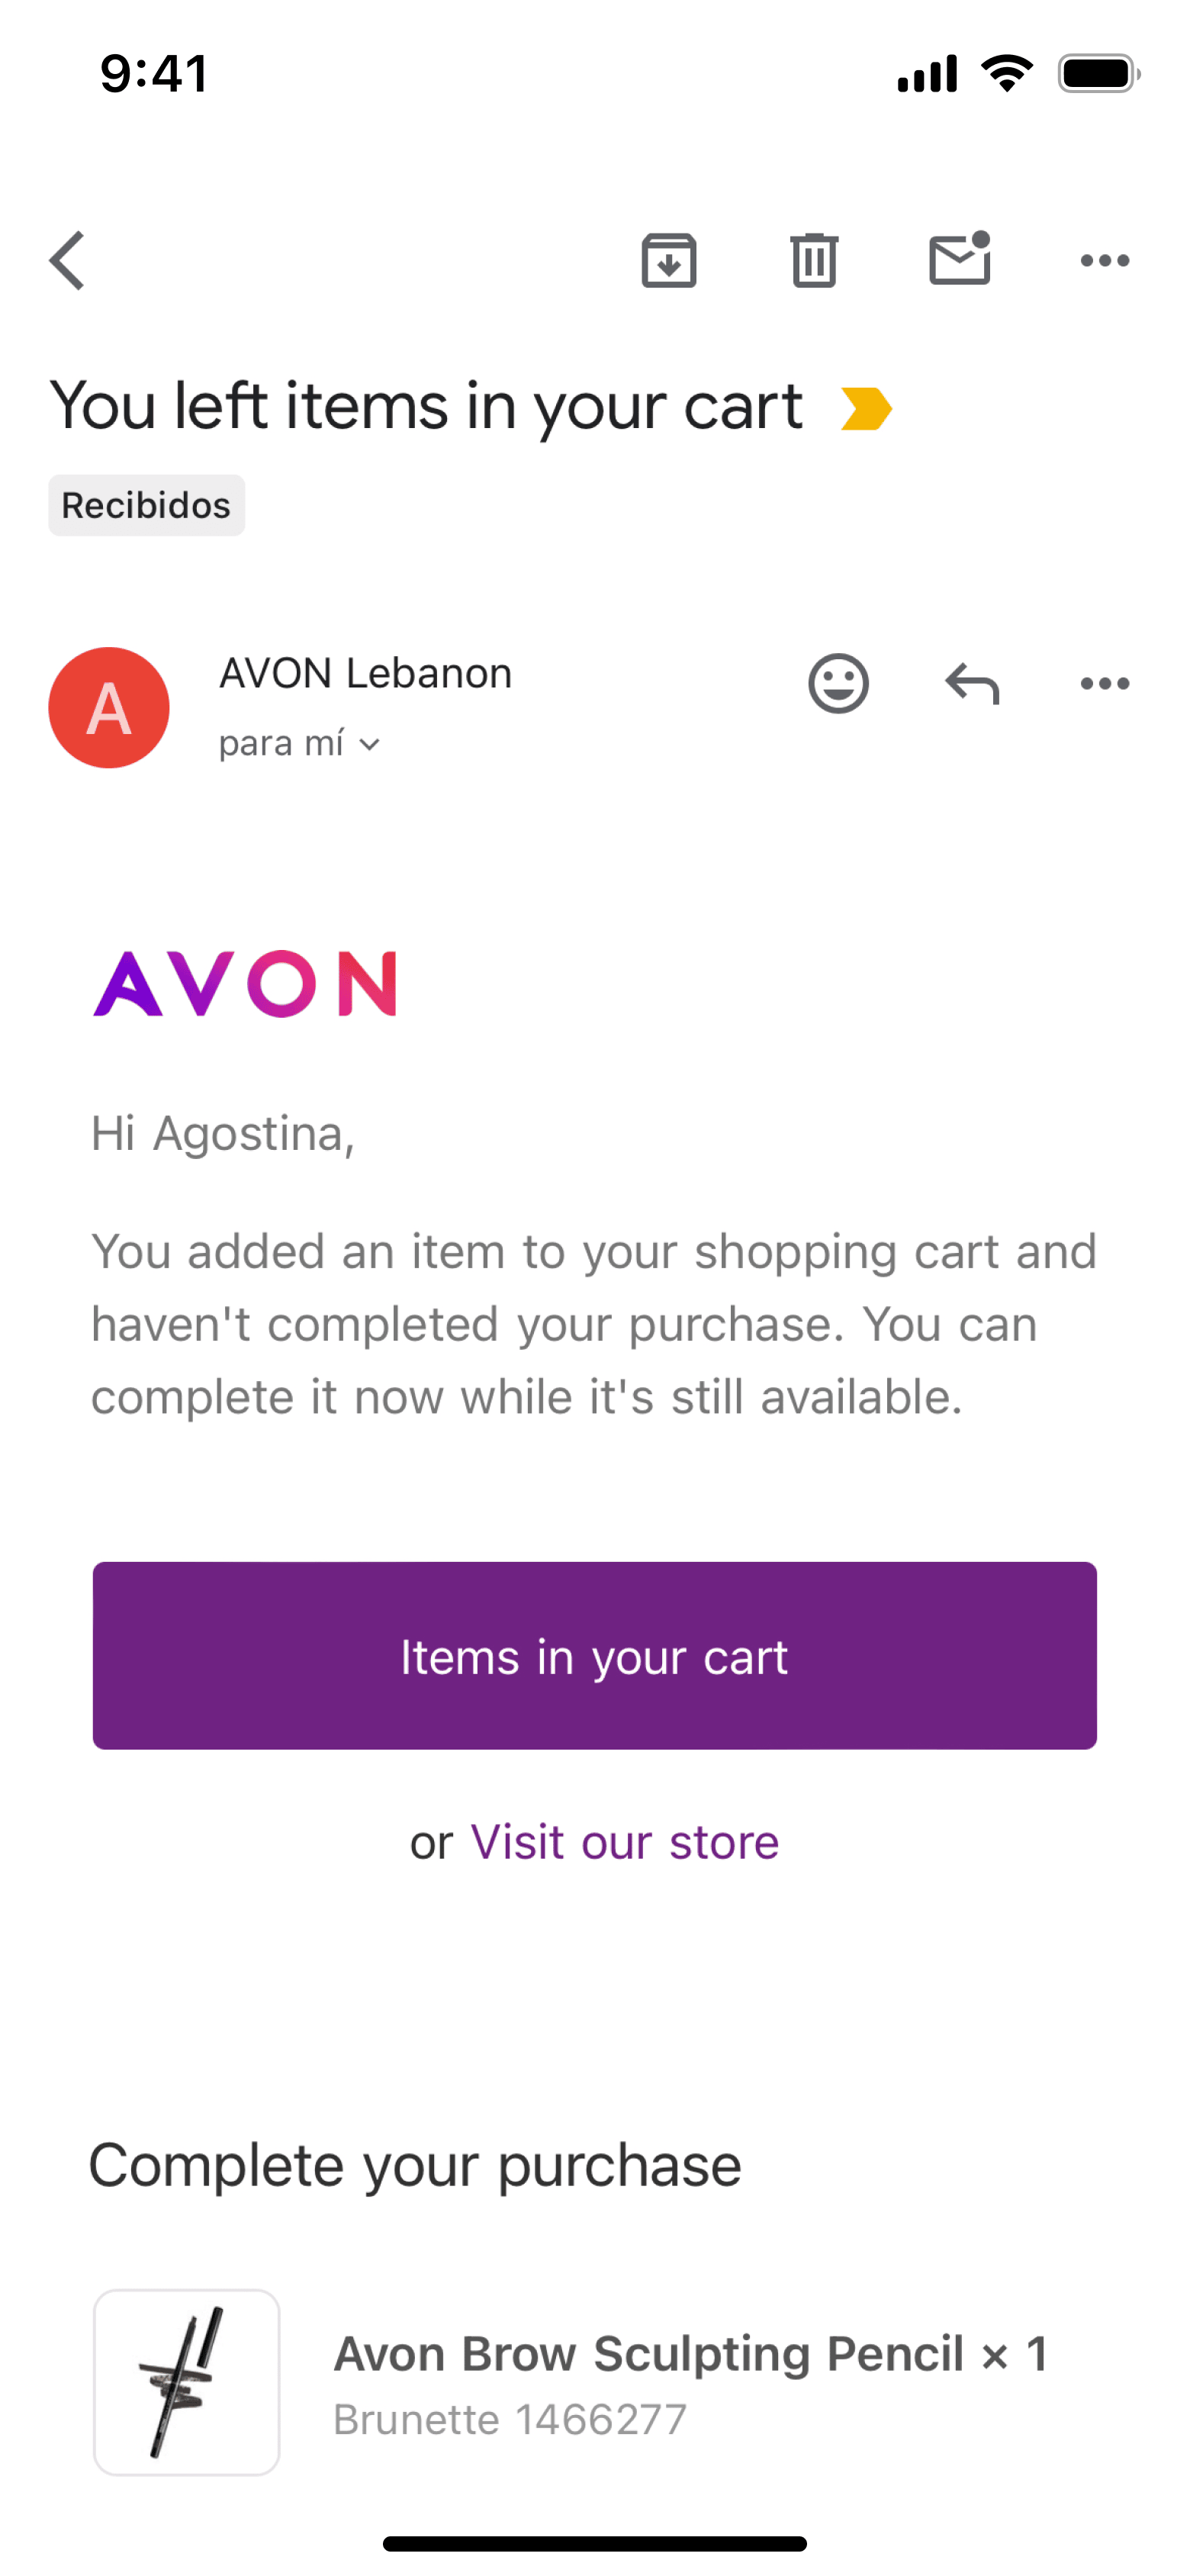 9:41
You left items in your cart
Recibidos
A
AVON Lebanon
para mí
AVON
Hi Agostina,
You added an item to your shopping cart and
haven't completed your purchase. You can
complete it now while it's still available.
Items in your cart
or Visit our store
Complete your purchase
Avon Brow Sculpting Pencil × 1
Brunette 1466277